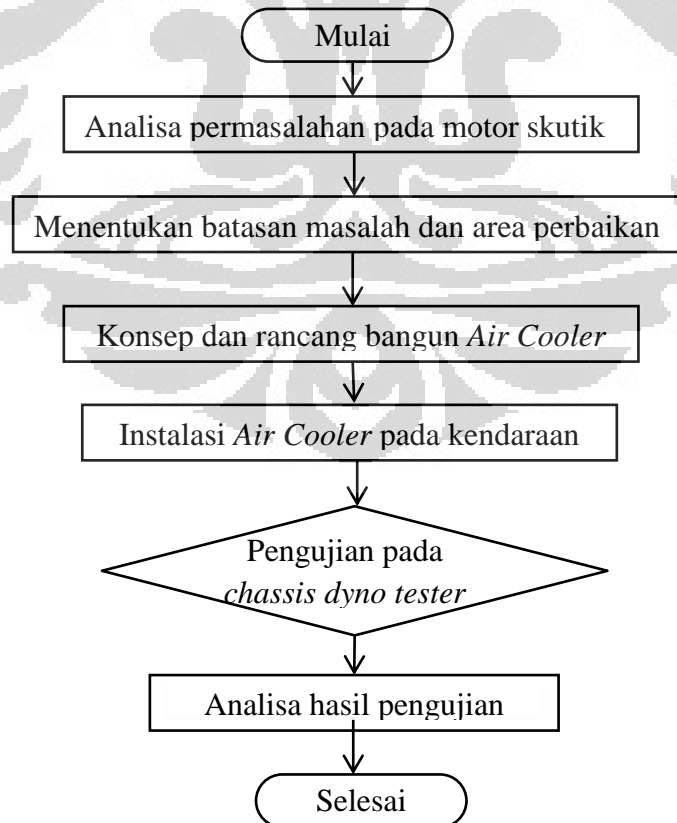 Mulai
Analisa permasalahan pada motor skutik
Menentukan batasan masalah dan area perbaikan
Konsep dan rancang bangun Air Cooler
Instalasi Air Cooler pada kendaraan
Pengujian pada
chassis dyno tester
Analisa hasil pengujian
Selesai